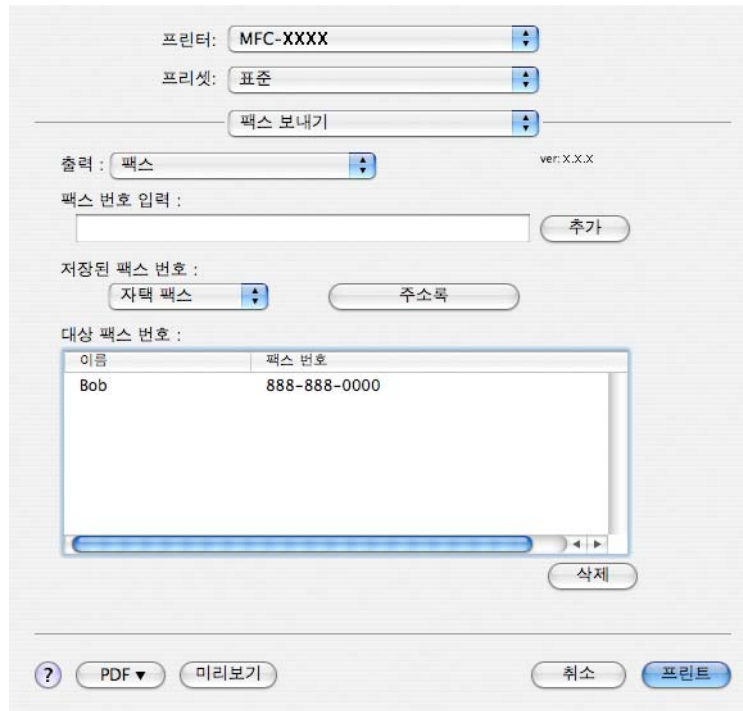 프린터: MFC-XXXX
프리셋: 표준
팩스 보내기
출력 : 팩스 ver: X.X.X
팩스 번호 입력 :
추가
저장된 팩스 번호 :
자택 팩스 주소록
대상 팩스 번호 :
이름 팩스 번호
Bob 888-888-0000
삭제
? PDF ▼ 미리보기 취소 프린트